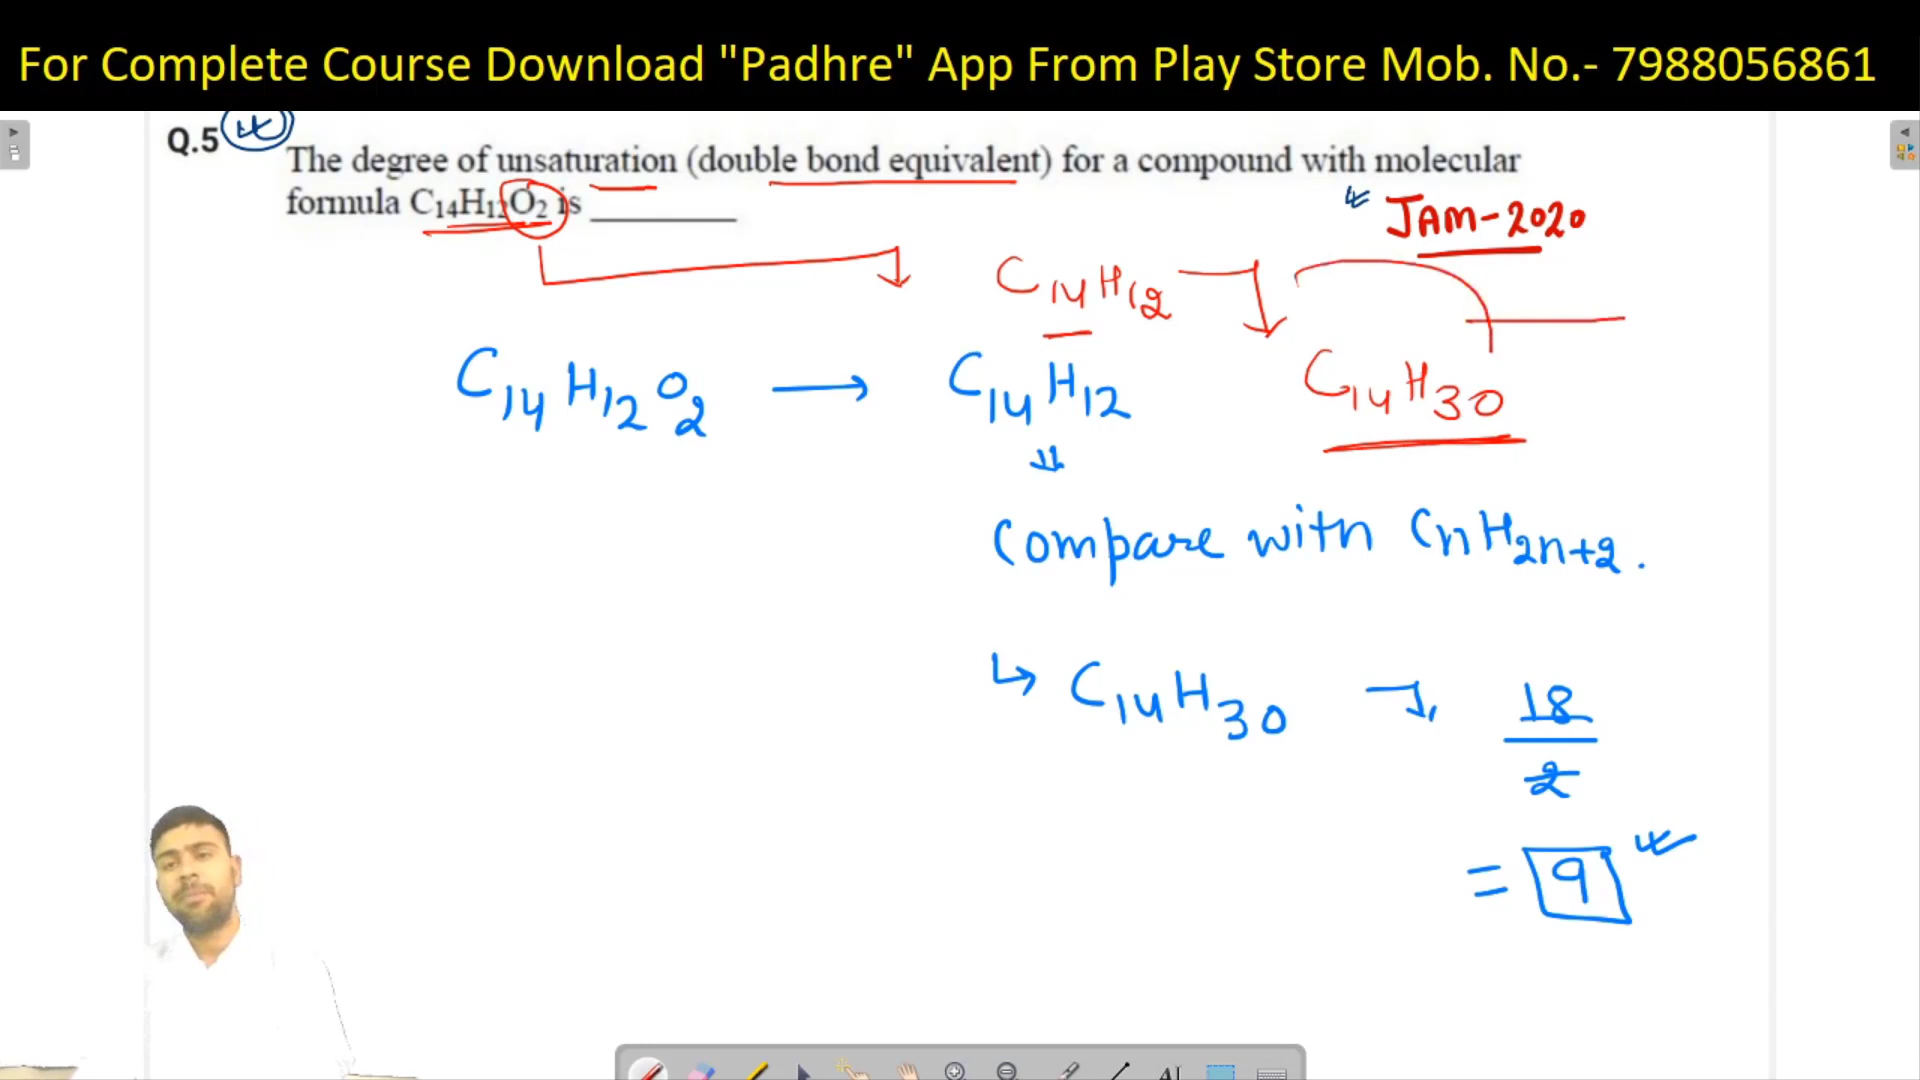 For Complete Course Download "Padhre" App From Play Store Mob. No.- 7988056861
Q.5
The degree of unsaturation (double bond equivalent) for a compound with molecular
formula C₁₄H₁₂O₂ is __________
JAM-2020
C₁₄H₁₂
C₁₄H₁₂O₂ → C₁₄H₁₂
C₁₄H₃₀
Compare with CnH₂n+₂.
↳ C₁₄H₃₀
18
2
= 9